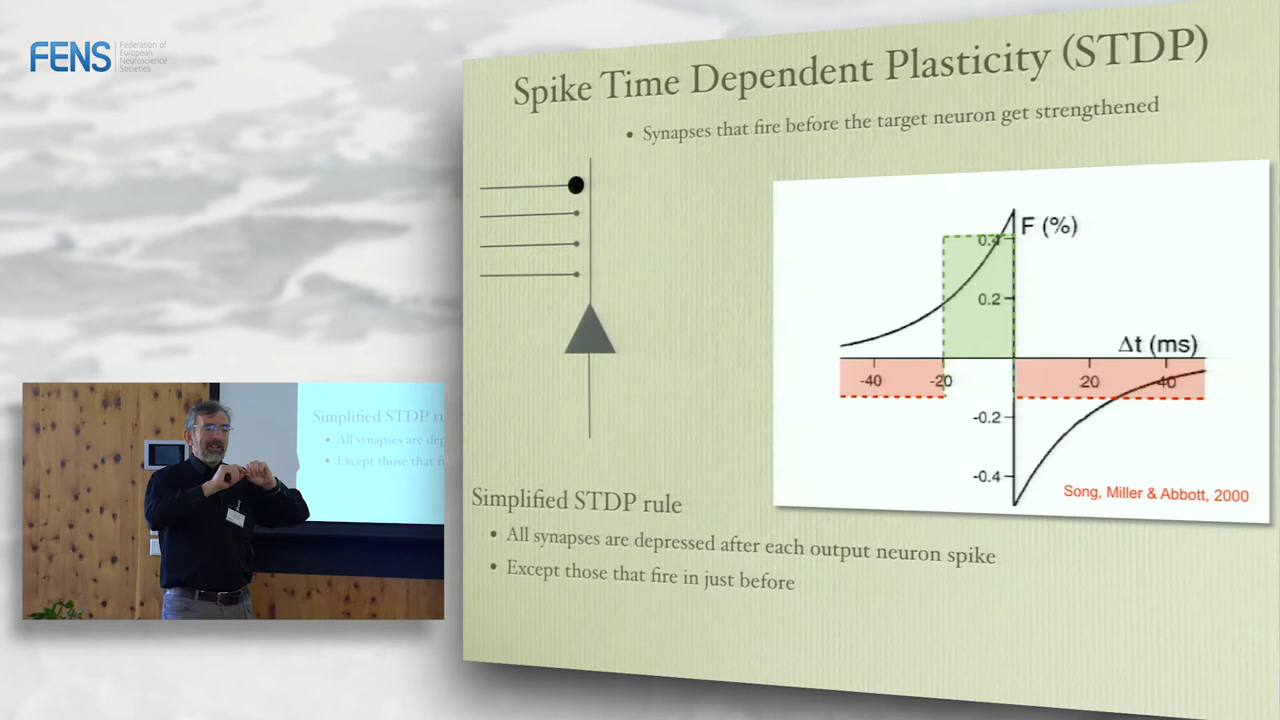 FENS
Federation of
European
Neuroscience
Societies
Spike Time Dependent Plasticity (STDP)
• Synapses that fire before the target neuron get strengthened
F (%)
0.4
0.2
Δt (ms)
-40
-20
20
40
-0.2
-0.4
Song, Miller & Abbott, 2000
Simplified STDP rule
• All synapses are depressed after each output neuron spike
• Except those that fire in just before
Simplified STDP ru
• All synapses are dep
• Except those that f